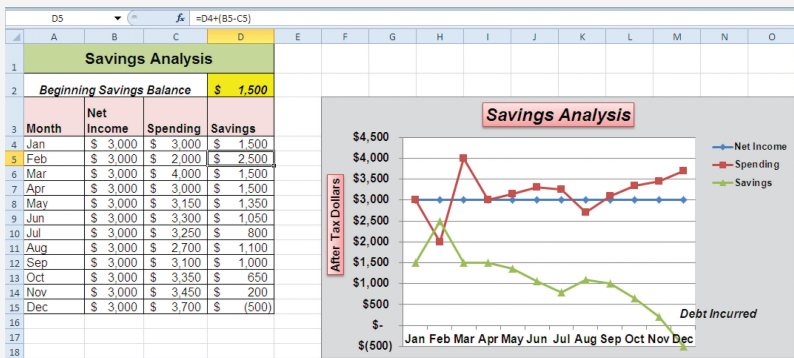 D5 fx =D4+(B5-C5)
A B C D E F G H I J K L M N O
1 Savings Analysis
2 Beginning Savings Balance $ 1,500
3 Month Net Income Spending Savings
4 Jan $ 3,000 $ 3,000 $ 1,500
5 Feb $ 3,000 $ 2,000 $ 2,500
6 Mar $ 3,000 $ 4,000 $ 1,500
7 Apr $ 3,000 $ 3,000 $ 1,500
8 May $ 3,000 $ 3,150 $ 1,350
9 Jun $ 3,000 $ 3,300 $ 1,050
10 Jul $ 3,000 $ 3,250 $ 800
11 Aug $ 3,000 $ 2,700 $ 1,100
12 Sep $ 3,000 $ 3,100 $ 1,000
13 Oct $ 3,000 $ 3,350 $ 650
14 Nov $ 3,000 $ 3,450 $ 200
15 Dec $ 3,000 $ 3,700 $ (500)
16
17
18
Savings Analysis
After Tax Dollars
$4,500
$4,000
$3,500
$3,000
$2,500
$2,000
$1,500
$1,000
$500
$-
$(500)
Jan Feb Mar Apr May Jun Jul Aug Sep Oct Nov Dec
Debt Incurred
Net Income
Spending
Savings